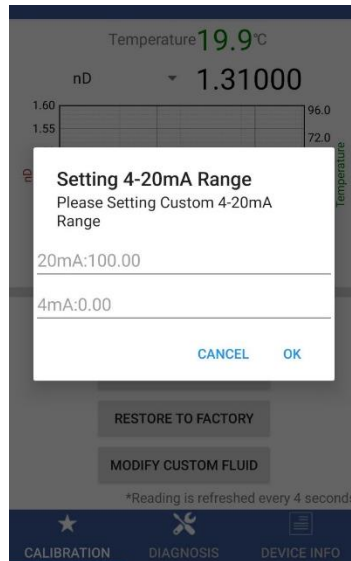 Temperature 19.9°C
nD 1.31000
1.60 96.0
1.55 72.0
nD Temperature
Setting 4-20mA Range
Please Setting Custom 4-20mA
Range
20mA:100.00
4mA:0.00
CANCEL OK
RESTORE TO FACTORY
MODIFY CUSTOM FLUID
*Reading is refreshed every 4 seconds
CALIBRATION DIAGNOSIS DEVICE INFO